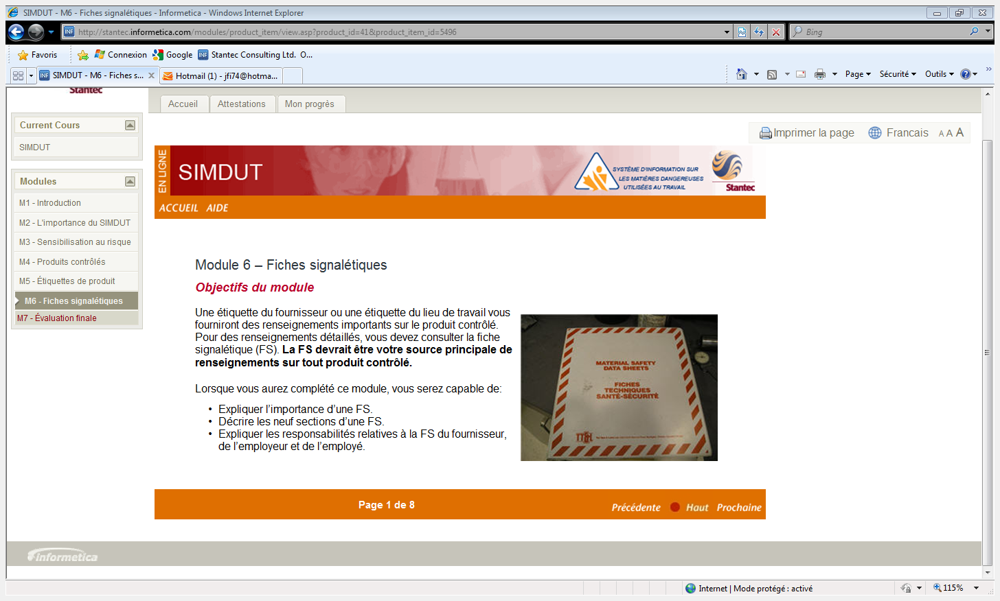 SIMDUT - M6 - Fiches signalétiques - Informetica - Windows Internet Explorer
http://stantec.informetica.com/modules/product_item/view.asp?product_id=41&product_item_id=5496
Bing
Favoris
Connexion
Google
INF Stantec Consulting Ltd. O...
INF SIMDUT - M6 - Fiches s...
Hotmail (1) - jfi74@hotma...
Page
Sécurité
Outils
Stantec
Accueil
Attestations
Mon progrès
Current Cours
SIMDUT
Modules
M1 - Introduction
M2 - L'importance du SIMDUT
M3 - Sensibilisation au risque
M4 - Produits contrôlés
M5 - Étiquettes de produit
M6 - Fiches signalétiques
M7 - Évaluation finale
Imprimer la page
Francais
A A A
EN LIGNE
SIMDUT
SYSTÈME D'INFORMATION SUR
LES MATIÈRES DANGEREUSES
UTILISÉES AU TRAVAIL
Stantec
ACCUEIL AIDE
Module 6 – Fiches signalétiques
Objectifs du module
Une étiquette du fournisseur ou une étiquette du lieu de travail vous
fourniront des renseignements importants sur le produit contrôlé.
Pour des renseignements détaillés, vous devez consulter la fiche
signalétique (FS). La FS devrait être votre source principale de
renseignements sur tout produit contrôlé.
Lorsque vous aurez complété ce module, vous serez capable de:
• Expliquer l’importance d’une FS.
• Décrire les neuf sections d’une FS.
• Expliquer les responsabilités relatives à la FS du fournisseur,
de l’employeur et de l’employé.
MATERIAL SAFETY
DATA SHEETS
FICHES
TECHNIQUES
SANTÉ-SÉCURITÉ
Page 1 de 8
Précédente
Haut
Prochaine
informetica
Internet | Mode protégé : activé
115%